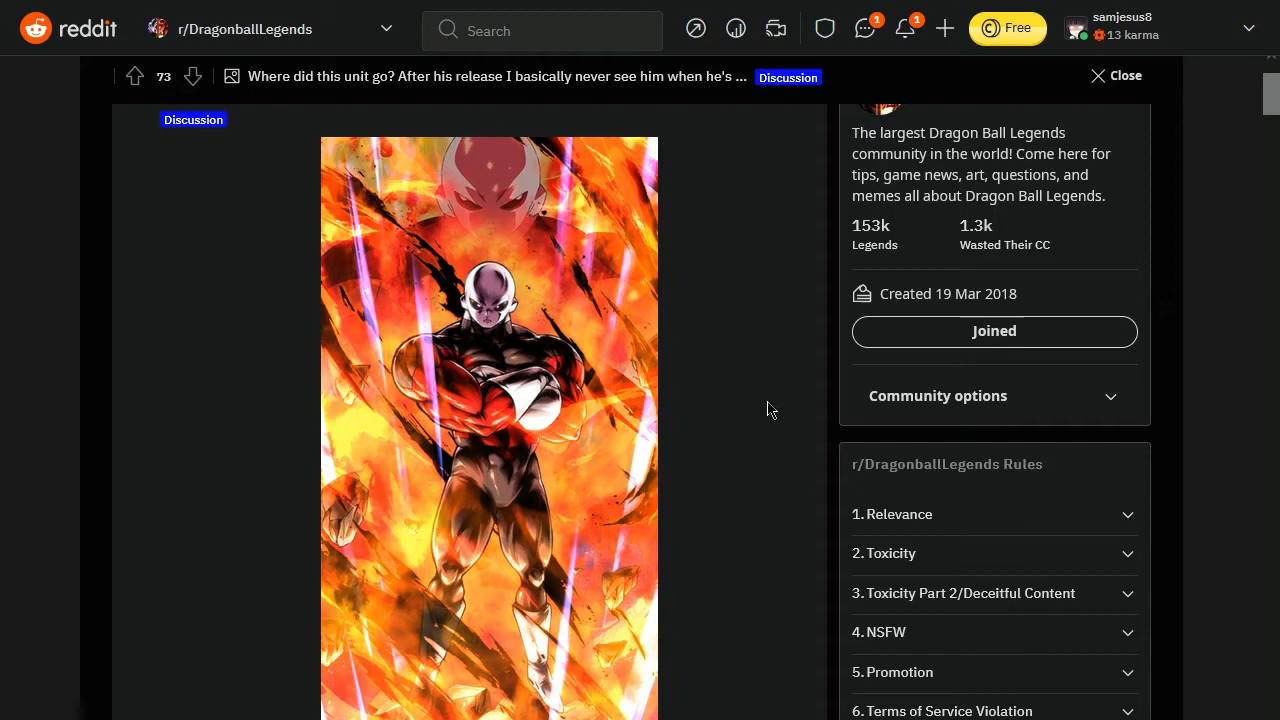 reddit
r/DragonballLegends
Search
1
1
Free
samjesus8
13 karma
73
Where did this unit go? After his release I basically never see him when he's ...
Discussion
Close
Discussion
The largest Dragon Ball Legends
community in the world! Come here for
tips, game news, art, questions, and
memes all about Dragon Ball Legends.
153k
1.3k
Legends
Wasted Their CC
Created 19 Mar 2018
Joined
Community options
r/DragonballLegends Rules
1. Relevance
2. Toxicity
3. Toxicity Part 2/Deceitful Content
4. NSFW
5. Promotion
6. Terms of Service Violation